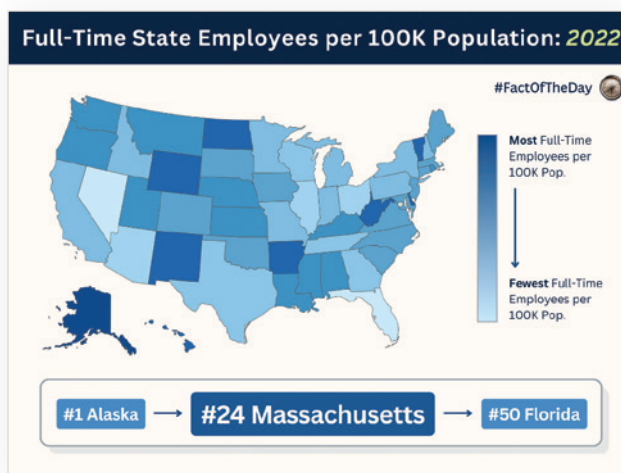 Full-Time State Employees per 100K Population: 2022
#FactOfTheDay
Most Full-Time
Employees per
100K Pop.
Fewest Full-Time
Employees per
100K Pop.
#1 Alaska
#24 Massachusetts
#50 Florida